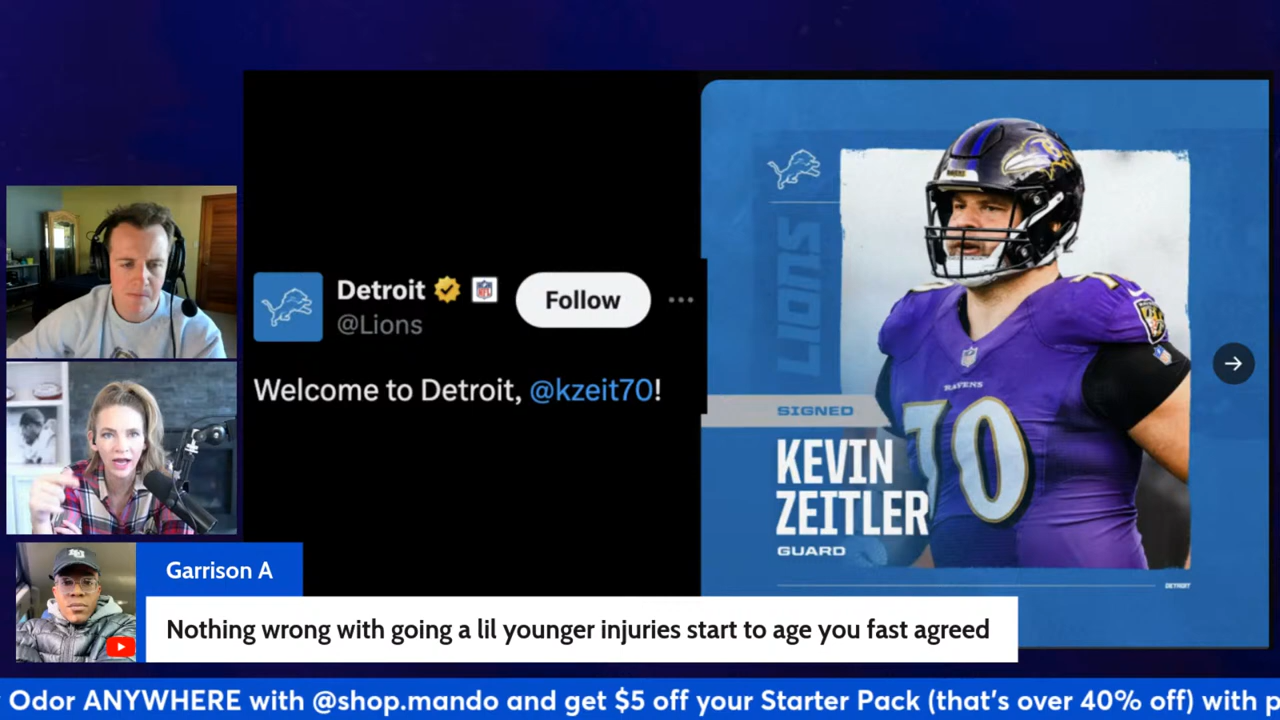 Detroit
Follow
@Lions
Welcome to Detroit, @kzeit70!
LIONS
RAVENS
70
SIGNED
KEVIN
ZEITLER
GUARD
DETROIT
Garrison A
Nothing wrong with going a lil younger injuries start to age you fast agreed
Odor ANYWHERE with @shop.mando and get $5 off your Starter Pack (that's over 40% off) with p